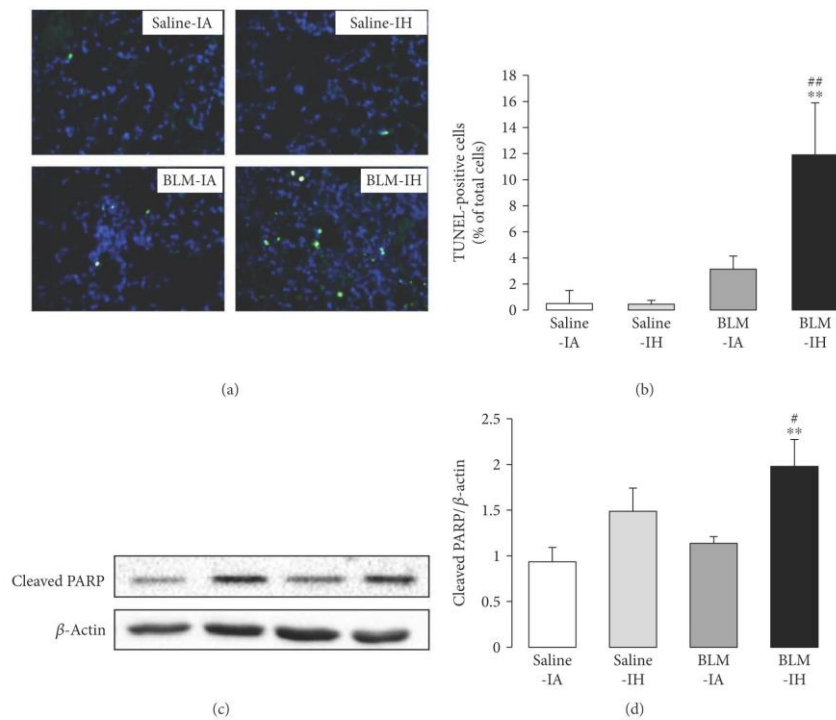 Saline-IA
Saline-IH
BLM-IA
BLM-IH
(a)
TUNEL-positive cells
(% of total cells)
18
16
14
12
10
8
6
4
2
0
##
**
Saline
-IA
Saline
-IH
BLM
-IA
BLM
-IH
(b)
Cleaved PARP
β-Actin
(c)
Cleaved PARP/β-actin
2.5
2
1.5
1
0.5
0
#
**
Saline
-IA
Saline
-IH
BLM
-IA
BLM
-IH
(d)